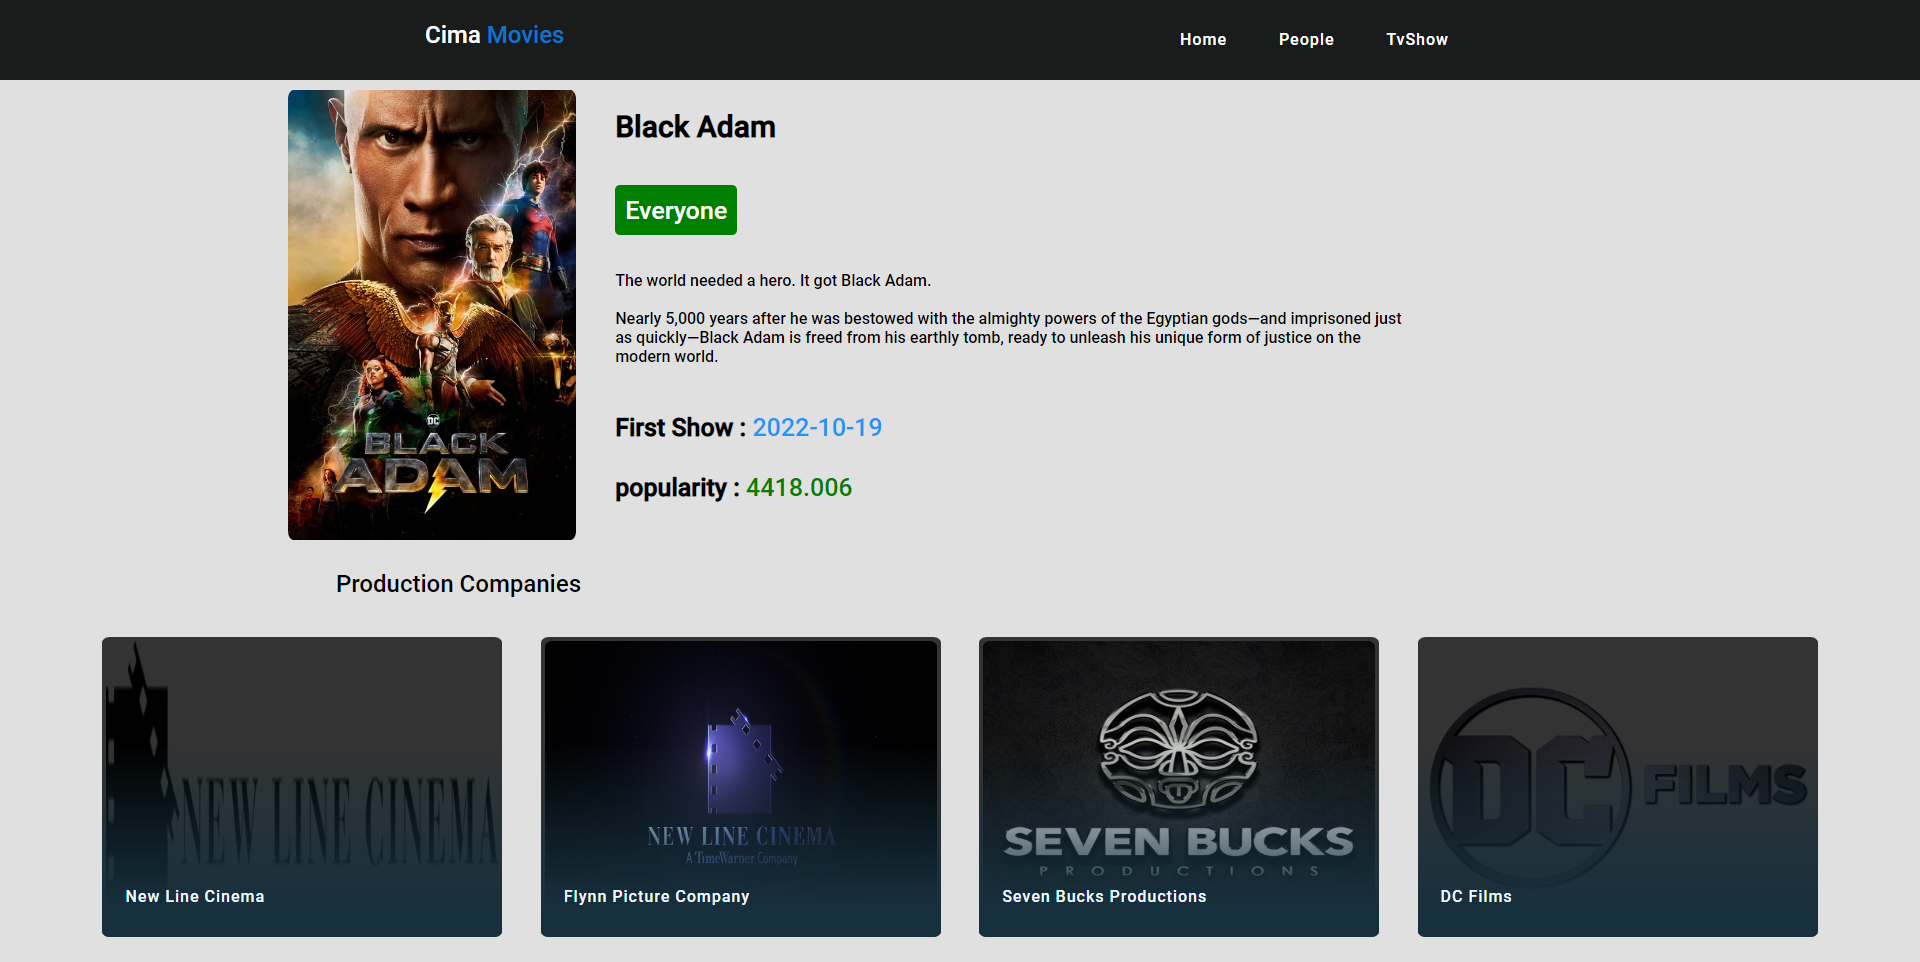 Cima Movies
Home
People
TvShow
Black Adam
Everyone
The world needed a hero. It got Black Adam.
Nearly 5,000 years after he was bestowed with the almighty powers of the Egyptian gods—and imprisoned just
as quickly—Black Adam is freed from his earthly tomb, ready to unleash his unique form of justice on the
modern world.
First Show : 2022-10-19
popularity : 4418.006
DC
BLACK
ADAM
Production Companies
NEW LINE CINEMA
New Line Cinema
NEW LINE CINEMA
A TimeWarner Company
Flynn Picture Company
SEVEN BUCKS
PRODUCTIONS
Seven Bucks Productions
DC FILMS
DC Films